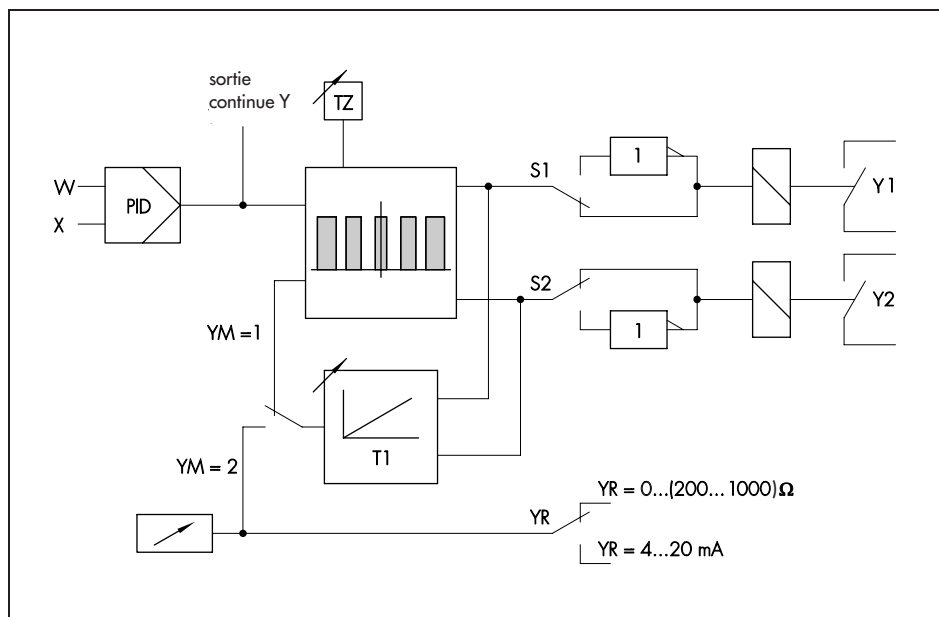 sortie
continue Y
TZ
W
X
PID
S1
1
Y1
S2
1
Y2
YM =1
T1
YM = 2
YR = 0...(200... 1000)Ω
YR
YR = 4...20 mA